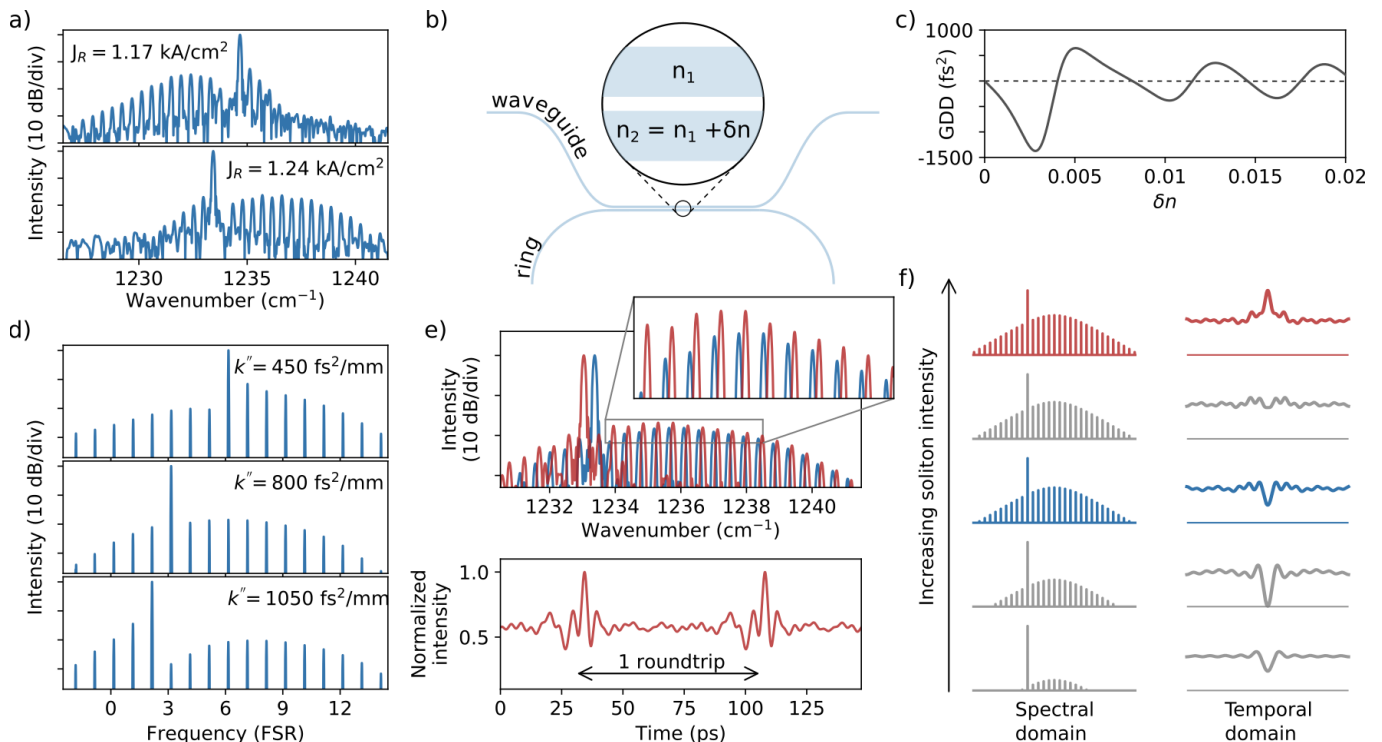 a)
J_R = 1.17 kA/cm²
J_R = 1.24 kA/cm²
Intensity (10 dB/div)
1230
1235
1240
Wavenumber (cm⁻¹)
b)
waveguide
n₁
n₂ = n₁ +δn
ring
c)
GDD (fs²)
1000
-1500
0
0.005
0.01
0.015
0.02
δn
d)
k″= 450 fs²/mm
k″= 800 fs²/mm
k″= 1050 fs²/mm
Intensity (10 dB/div)
0
3
6
9
12
Frequency (FSR)
e)
Intensity
(10 dB/div)
1232
1234
1236
1238
1240
Wavenumber (cm⁻¹)
Normalized
intensity
1.0
0.5
1 roundtrip
0
25
50
75
100
125
Time (ps)
f)
Increasing soliton intensity
Spectral
domain
Temporal
domain